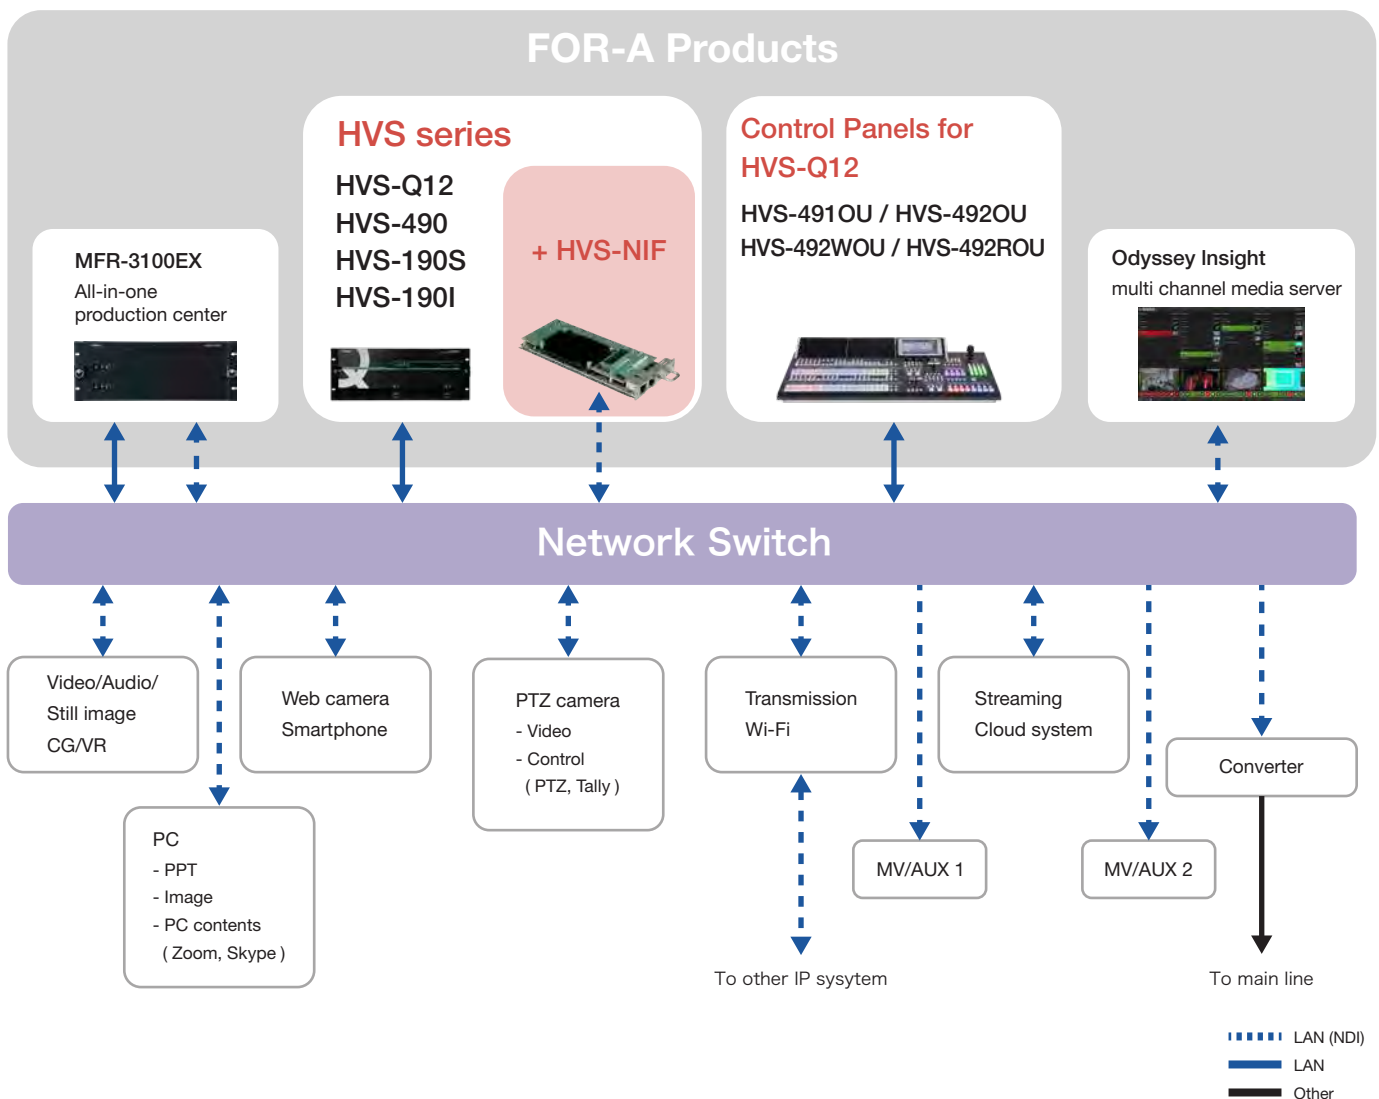 FOR-A Products
HVS series
HVS-Q12
HVS-490
HVS-190S
HVS-190I
+ HVS-NIF
Control Panels for
HVS-Q12
HVS-491OU / HVS-492OU
HVS-492WOU / HVS-492ROU
MFR-3100EX
All-in-one
production center
Odyssey Insight
multi channel media server
Network Switch
Video/Audio/
Still image
CG/VR
Web camera
Smartphone
PTZ camera
- Video
- Control
( PTZ, Tally )
Transmission
Wi-Fi
Streaming
Cloud system
Converter
PC
- PPT
- Image
- PC contents
( Zoom, Skype )
MV/AUX 1
MV/AUX 2
To other IP sysytem
To main line
LAN (NDI)
LAN
Other